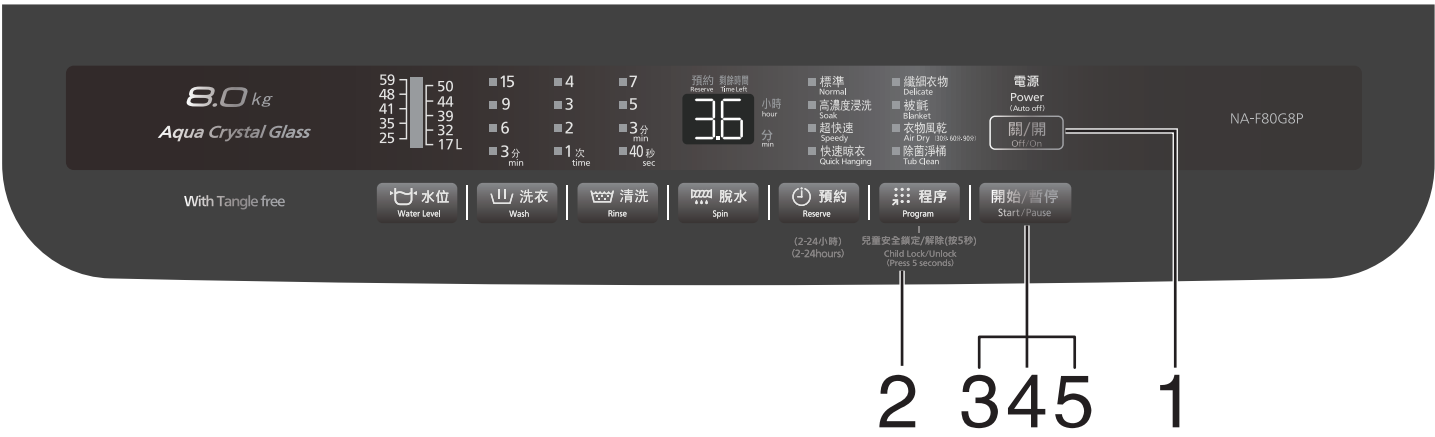 8.0 kg
Aqua Crystal Glass
With Tangle free
59
48
41
35
25
50
44
39
32
17 L
15
9
6
3 分
min
4
3
2
1 次
time
7
5
3 分
min
40 秒
sec
預約 剩餘時間
Reserve Time Left
36
小時
hour
分
min
標準
Normal
高濃度浸洗
Soak
超快速
Speedy
快速晾衣
Quick Hanging
纖細衣物
Delicate
被氈
Blanket
衣物風乾
Air Dry (30分‧60分‧90分)
除菌淨桶
Tub Clean
電源
Power
(Auto off)
關/開
Off/On
NA-F80G8P
水位
Water Level
洗衣
Wash
清洗
Rinse
脫水
Spin
預約
Reserve
程序
Program
開始/暫停
Start/Pause
(2-24小時)
(2-24hours)
兒童安全鎖定/解除(按5秒)
Child Lock/Unlock
(Press 5 seconds)
2
3
4
5
1